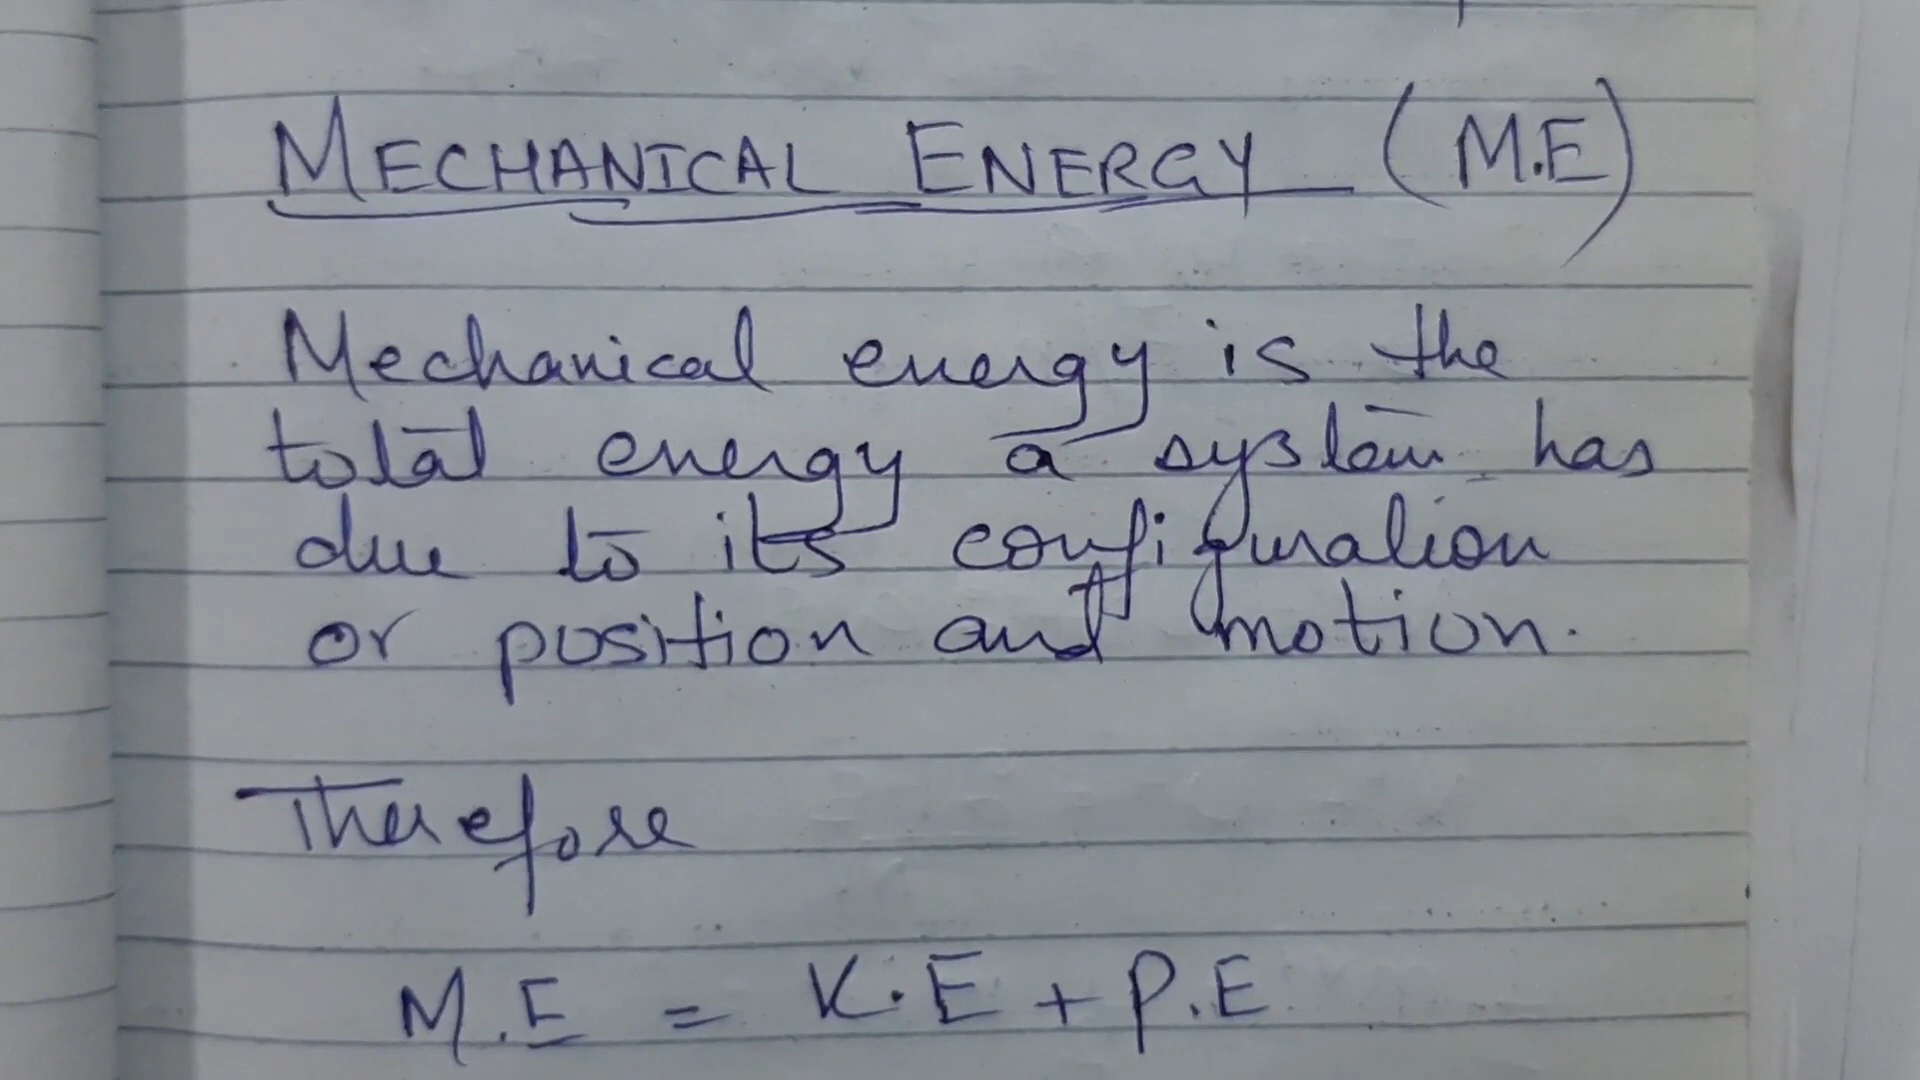 MECHANICAL ENERGY (M.E)
Mechanical energy is the
total energy a system has
due to its configuration
or position and motion.
Therefore
M.E = K.E + P.E